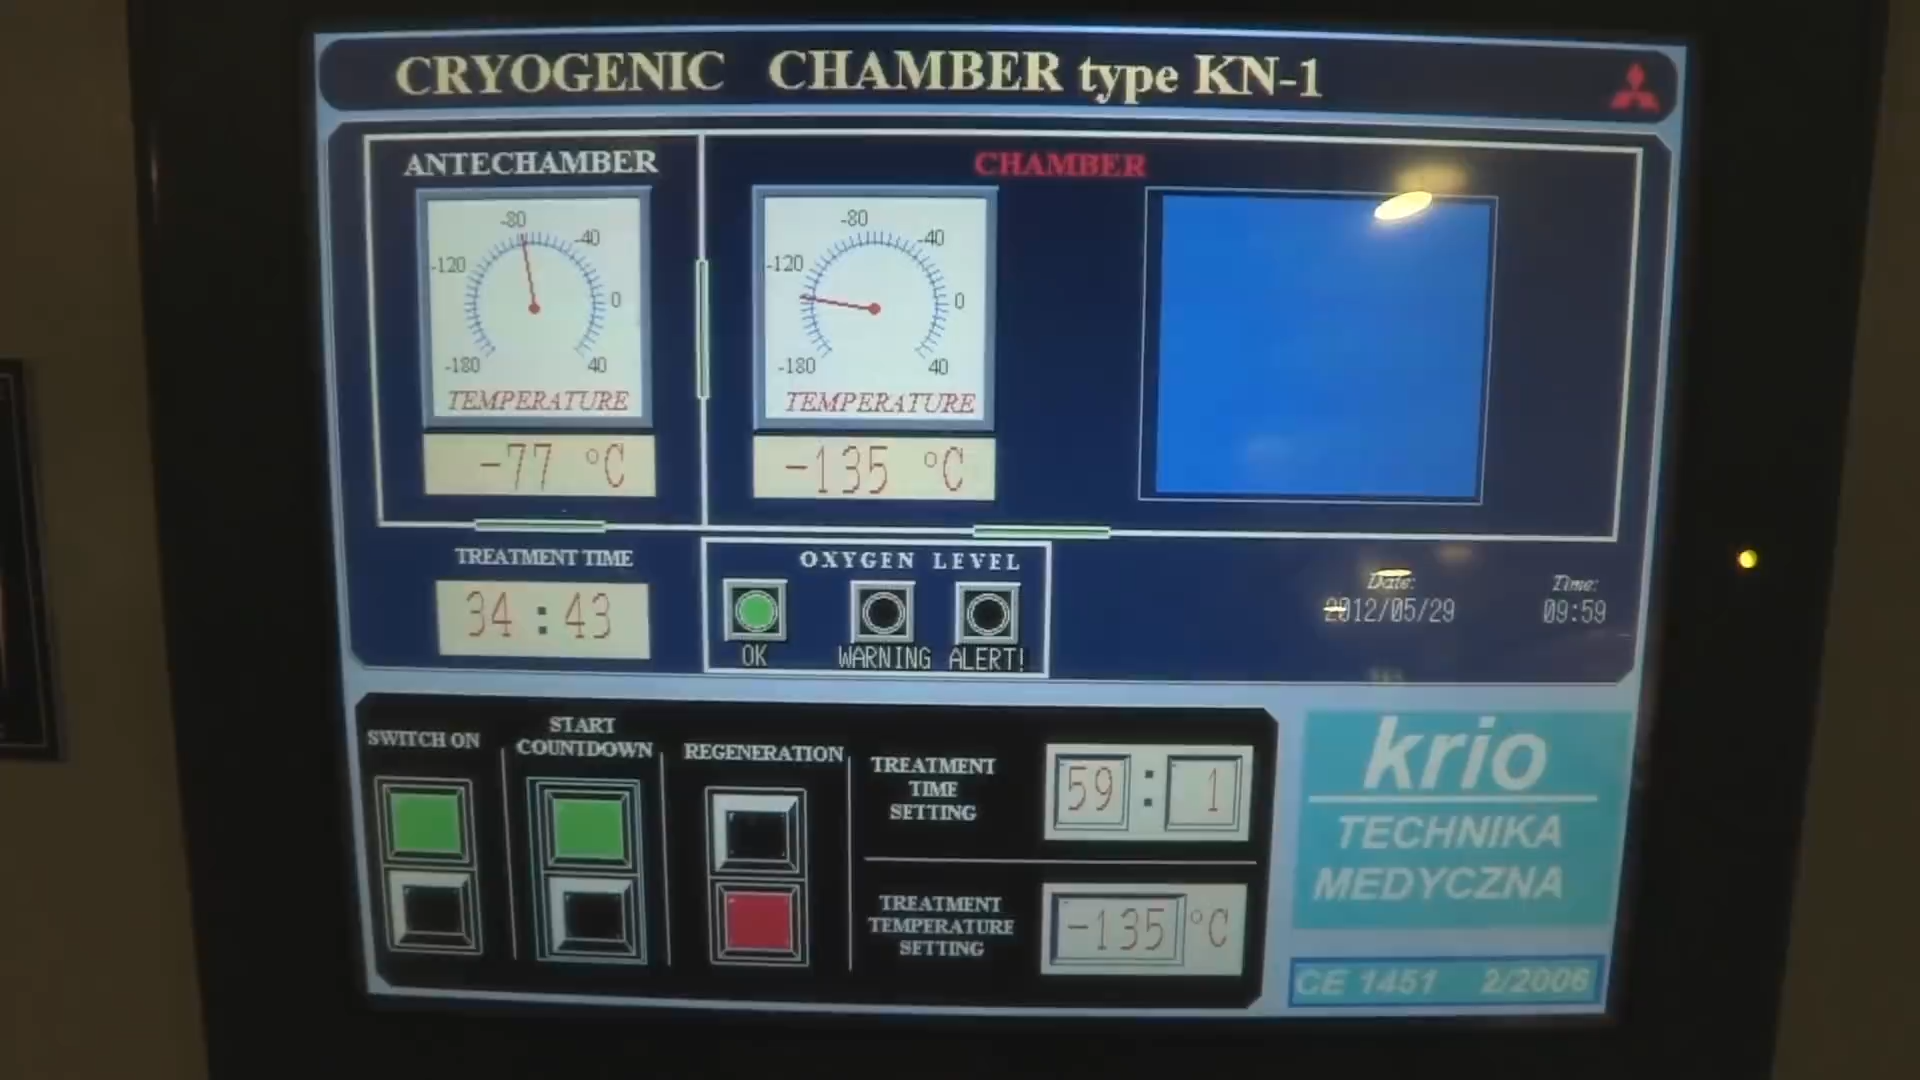 CRYOGENIC CHAMBER type KN-1
ANTECHAMBER
CHAMBER
-80
-40
-120
0
-180
40
TEMPERATURE
-77 °C
-80
-40
-120
0
-180
40
TEMPERATURE
-135 °C
TREATMENT TIME
34 : 43
OXYGEN LEVEL
OK
WARNING
ALERT!
Date:
2012/05/29
Time:
09:59
SWITCH ON
START
COUNTDOWN
REGENERATION
TREATMENT
TIME
SETTING
59 : 1
TREATMENT
TEMPERATURE
SETTING
-135 °C
krio
TECHNIKA
MEDYCZNA
CE 1451 2/2006